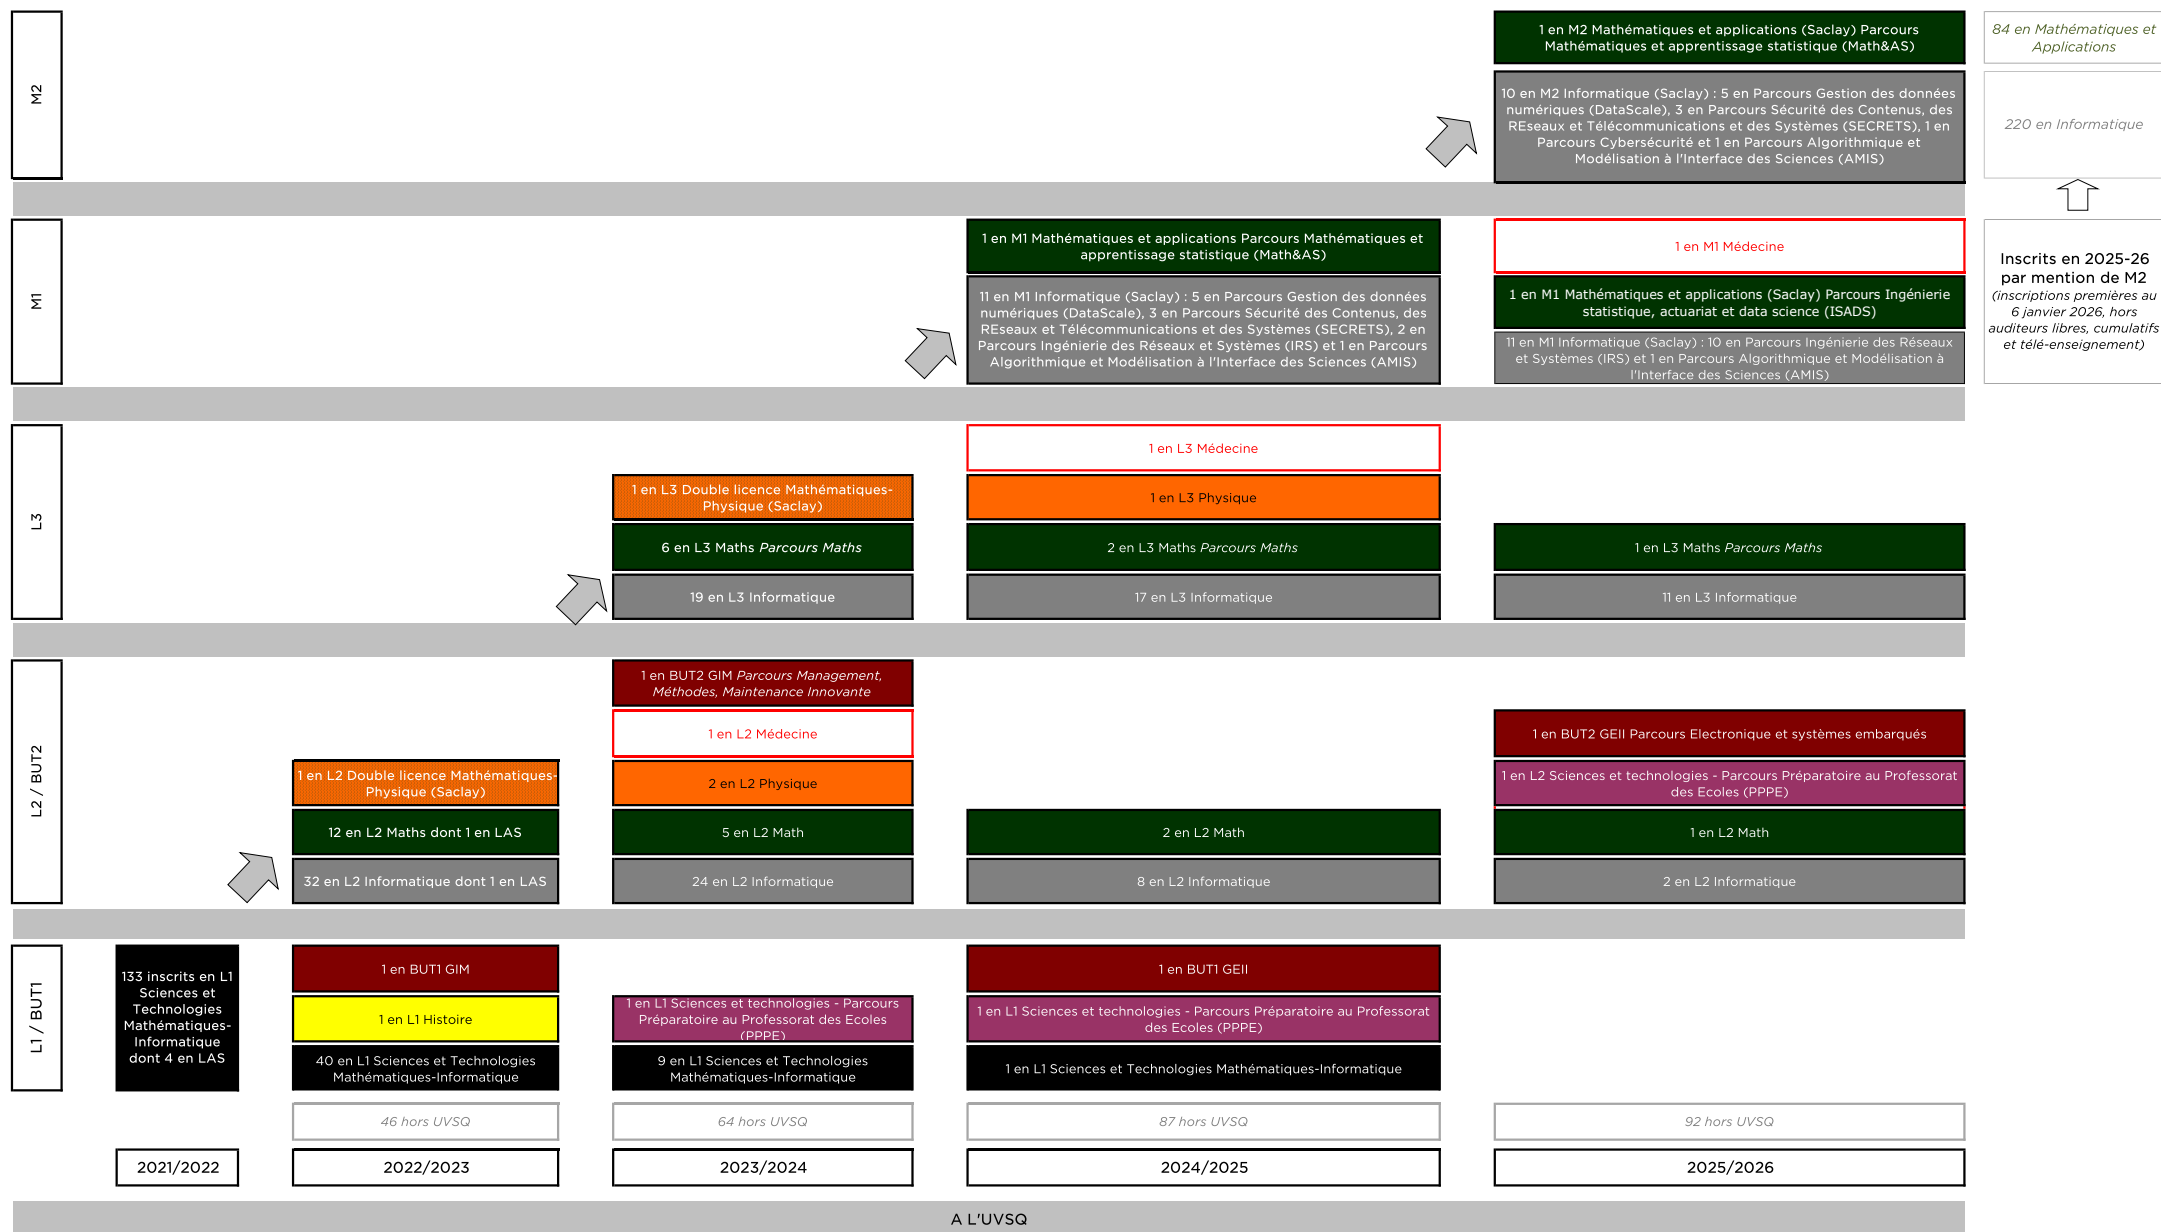 M2
1 en M2 Mathématiques et applications (Saclay) Parcours
Mathématiques et apprentissage statistique (Math&AS)
84 en Mathématiques et
Applications
10 en M2 Informatique (Saclay) : 5 en Parcours Gestion des données
numériques (DataScale), 3 en Parcours Sécurité des Contenus, des
REseaux et Télécommunications et des Systèmes (SECRETS), 1 en
Parcours Cybersécurité et 1 en Parcours Algorithmique et
Modélisation à l'Interface des Sciences (AMIS)
220 en Informatique
M1
1 en M1 Mathématiques et applications Parcours Mathématiques et
apprentissage statistique (Math&AS)
11 en M1 Informatique (Saclay) : 5 en Parcours Gestion des données
numériques (DataScale), 3 en Parcours Sécurité des Contenus, des
REseaux et Télécommunications et des Systèmes (SECRETS), 2 en
Parcours Ingénierie des Réseaux et Systèmes (IRS) et 1 en Parcours
Algorithmique et Modélisation à l'Interface des Sciences (AMIS)
1 en M1 Médecine
1 en M1 Mathématiques et applications (Saclay) Parcours Ingénierie
statistique, actuariat et data science (ISADS)
11 en M1 Informatique (Saclay) : 10 en Parcours Ingénierie des Réseaux
et Systèmes (IRS) et 1 en Parcours Algorithmique et Modélisation à
l'Interface des Sciences (AMIS)
Inscrits en 2025-26
par mention de M2
(inscriptions premières au
6 janvier 2026, hors
auditeurs libres, cumulatifs
et télé-enseignement)
L3
1 en L3 Double licence Mathématiques-
Physique (Saclay)
6 en L3 Maths Parcours Maths
19 en L3 Informatique
1 en L3 Médecine
1 en L3 Physique
2 en L3 Maths Parcours Maths
17 en L3 Informatique
1 en L3 Maths Parcours Maths
11 en L3 Informatique
L2 / BUT2
1 en L2 Double licence Mathématiques-
Physique (Saclay)
12 en L2 Maths dont 1 en LAS
32 en L2 Informatique dont 1 en LAS
1 en BUT2 GIM Parcours Management,
Méthodes, Maintenance Innovante
1 en L2 Médecine
2 en L2 Physique
5 en L2 Math
24 en L2 Informatique
2 en L2 Math
8 en L2 Informatique
1 en BUT2 GEII Parcours Electronique et systèmes embarqués
1 en L2 Sciences et technologies - Parcours Préparatoire au Professorat
des Ecoles (PPPE)
1 en L2 Math
2 en L2 Informatique
L1 / BUT1
133 inscrits en L1
Sciences et
Technologies
Mathématiques-
Informatique
dont 4 en LAS
1 en BUT1 GIM
1 en L1 Histoire
40 en L1 Sciences et Technologies
Mathématiques-Informatique
1 en L1 Sciences et technologies - Parcours
Préparatoire au Professorat des Ecoles
(PPPE)
9 en L1 Sciences et Technologies
Mathématiques-Informatique
1 en BUT1 GEII
1 en L1 Sciences et technologies - Parcours Préparatoire au Professorat
des Ecoles (PPPE)
1 en L1 Sciences et Technologies Mathématiques-Informatique
46 hors UVSQ
64 hors UVSQ
87 hors UVSQ
92 hors UVSQ
2021/2022
2022/2023
2023/2024
2024/2025
2025/2026
A L'UVSQ